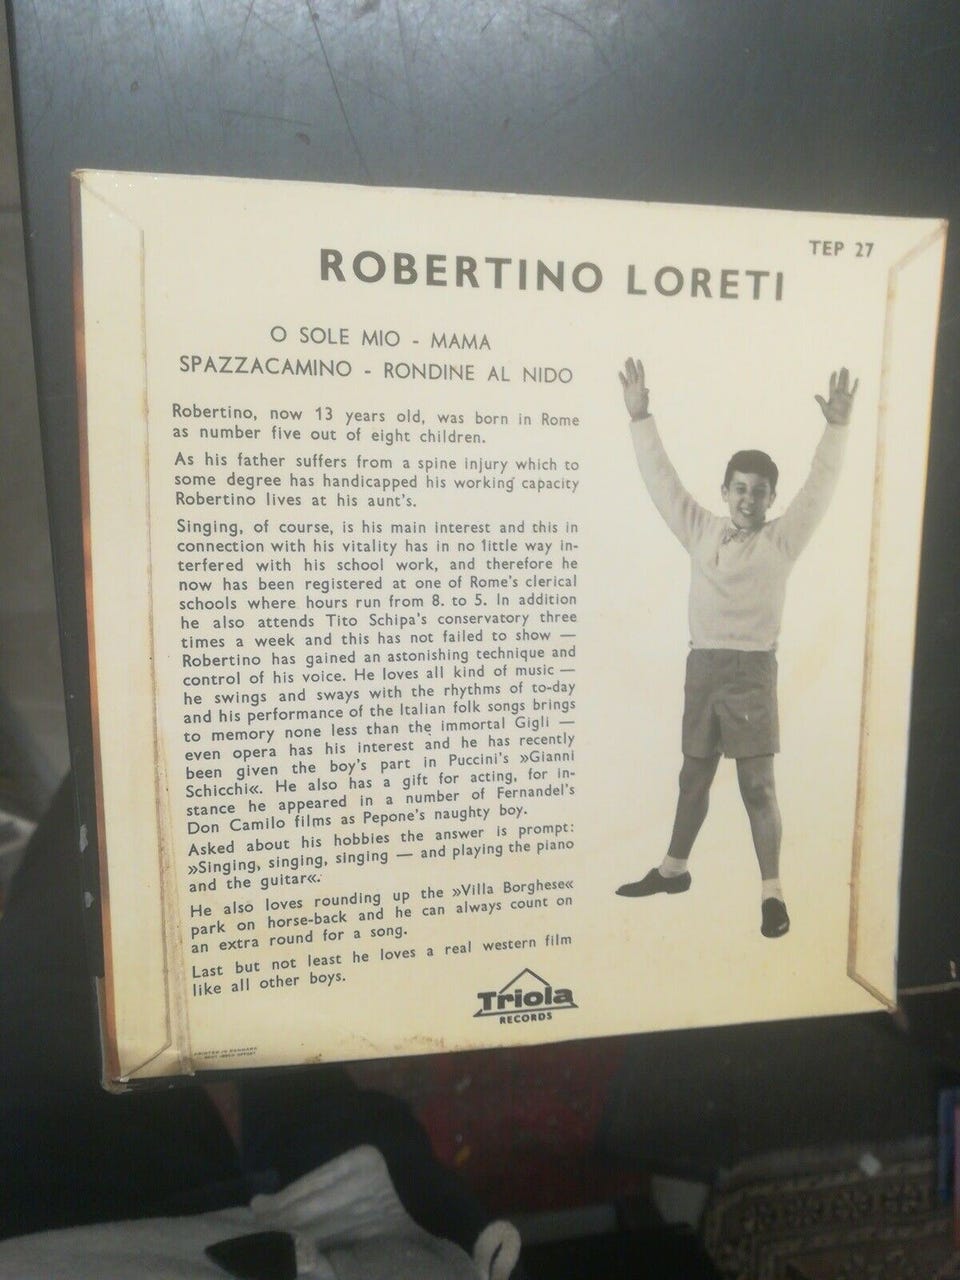 TEP 27
ROBERTINO LORETI
O SOLE MIO - MAMA
SPAZZACAMINO - RONDINE AL NIDO
Robertino, now 13 years old, was born in Rome
as number five out of eight children.
As his father suffers from a spine injury which to
some degree has handicapped his working capacity
Robertino lives at his aunt's.
Singing, of course, is his main interest and this in
connection with his vitality has in no little way in-
terfered with his school work, and therefore he
now has been registered at one of Rome's clerical
schools where hours run from 8. to 5. In addition
he also attends Tito Schipa's conservatory three
times a week and this has not failed to show —
Robertino has gained an astonishing technique and
control of his voice. He loves all kind of music —
he swings and sways with the rhythms of to-day
and his performance of the Italian folk songs brings
to memory none less than the immortal Gigli —
even opera has his interest and he has recently
been given the boy's part in Puccini's »Gianni
Schicchi«. He also has a gift for acting, for in-
stance he appeared in a number of Fernandel's
Don Camilo films as Pepone's naughty boy.
Asked about his hobbies the answer is prompt:
»Singing, singing, singing — and playing the piano
and the guitar«.
He also loves rounding up the »Villa Borghese«
park on horse-back and he can always count on
an extra round for a song.
Last but not least he loves a real western film
like all other boys.
Triola
RECORDS
PRINTED IN DENMARK